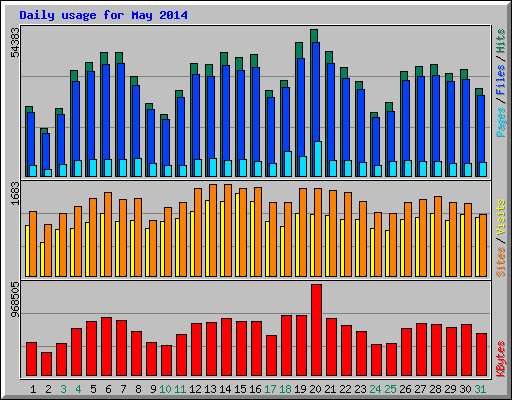 Daily usage for May 2014
54383
Pages / Files / Hits
1683
Sites / Visits
968505
KBytes
1 2 3 4 5 6 7 8 9 10 11 12 13 14 15 16 17 18 19 20 21 22 23 24 25 26 27 28 29 30 31